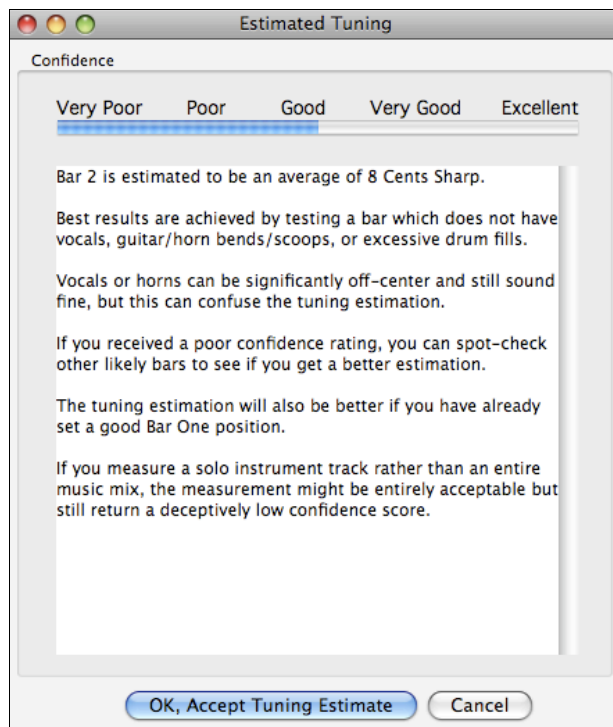 Estimated Tuning
Confidence
Very Poor Poor Good Very Good Excellent
Bar 2 is estimated to be an average of 8 Cents Sharp.
Best results are achieved by testing a bar which does not have
vocals, guitar/horn bends/scoops, or excessive drum fills.
Vocals or horns can be significantly off-center and still sound
fine, but this can confuse the tuning estimation.
If you received a poor confidence rating, you can spot-check
other likely bars to see if you get a better estimation.
The tuning estimation will also be better if you have already
set a good Bar One position.
If you measure a solo instrument track rather than an entire
music mix, the measurement might be entirely acceptable but
still return a deceptively low confidence score.
OK, Accept Tuning Estimate Cancel